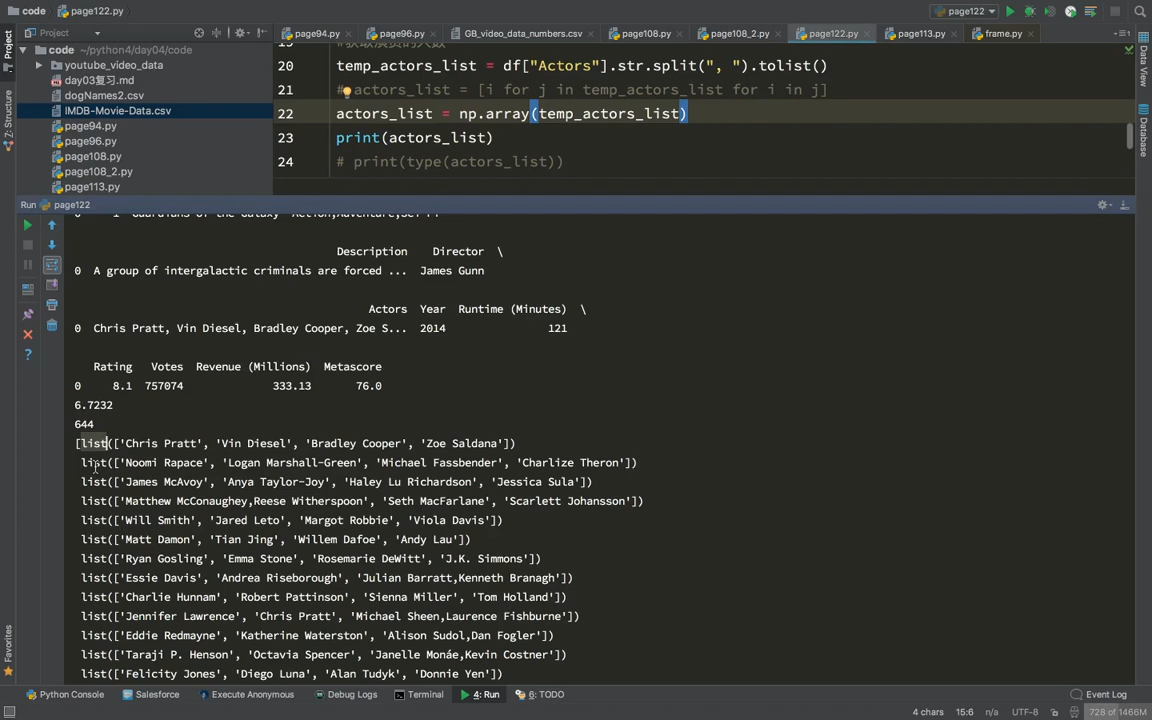 code
page122.py
page122
Project
code
~/python4/day04/code
youtube_video_data
day03复习.md
dogNames2.csv
IMDB-Movie-Data.csv
page94.py
page96.py
page108.py
page108_2.py
page113.py
page94.py
page96.py
GB_video_data_numbers.csv
page108.py
page108_2.py
page122.py
page113.py
frame.py
20 temp_actors_list = df["Actors"].str.split(", ").tolist()
21 # actors_list = [i for j in temp_actors_list for i in j]
22 actors_list = np.array(temp_actors_list)
23 print(actors_list)
24 # print(type(actors_list))
1: Project
7: Structure
Data View
Database
Run page122
Description Director \
0 A group of intergalactic criminals are forced ... James Gunn
Actors Year Runtime (Minutes) \
0 Chris Pratt, Vin Diesel, Bradley Cooper, Zoe S... 2014 121
Rating Votes Revenue (Millions) Metascore
0 8.1 757074 333.13 76.0
6.7232
644
[list(['Chris Pratt', 'Vin Diesel', 'Bradley Cooper', 'Zoe Saldana'])
list(['Noomi Rapace', 'Logan Marshall-Green', 'Michael Fassbender', 'Charlize Theron'])
list(['James McAvoy', 'Anya Taylor-Joy', 'Haley Lu Richardson', 'Jessica Sula'])
list(['Matthew McConaughey,Reese Witherspoon', 'Seth MacFarlane', 'Scarlett Johansson'])
list(['Will Smith', 'Jared Leto', 'Margot Robbie', 'Viola Davis'])
list(['Matt Damon', 'Tian Jing', 'Willem Dafoe', 'Andy Lau'])
list(['Ryan Gosling', 'Emma Stone', 'Rosemarie DeWitt', 'J.K. Simmons'])
list(['Essie Davis', 'Andrea Riseborough', 'Julian Barratt,Kenneth Branagh'])
list(['Charlie Hunnam', 'Robert Pattinson', 'Sienna Miller', 'Tom Holland'])
list(['Jennifer Lawrence', 'Chris Pratt', 'Michael Sheen,Laurence Fishburne'])
list(['Eddie Redmayne', 'Katherine Waterston', 'Alison Sudol,Dan Fogler'])
list(['Taraji P. Henson', 'Octavia Spencer', 'Janelle Monáe,Kevin Costner'])
list(['Felicity Jones', 'Diego Luna', 'Alan Tudyk', 'Donnie Yen'])
2: Favorites
Python Console
Salesforce
Execute Anonymous
Debug Logs
Terminal
4: Run
6: TODO
Event Log
4 chars 15:6 n/a UTF-8 728 of 1466M